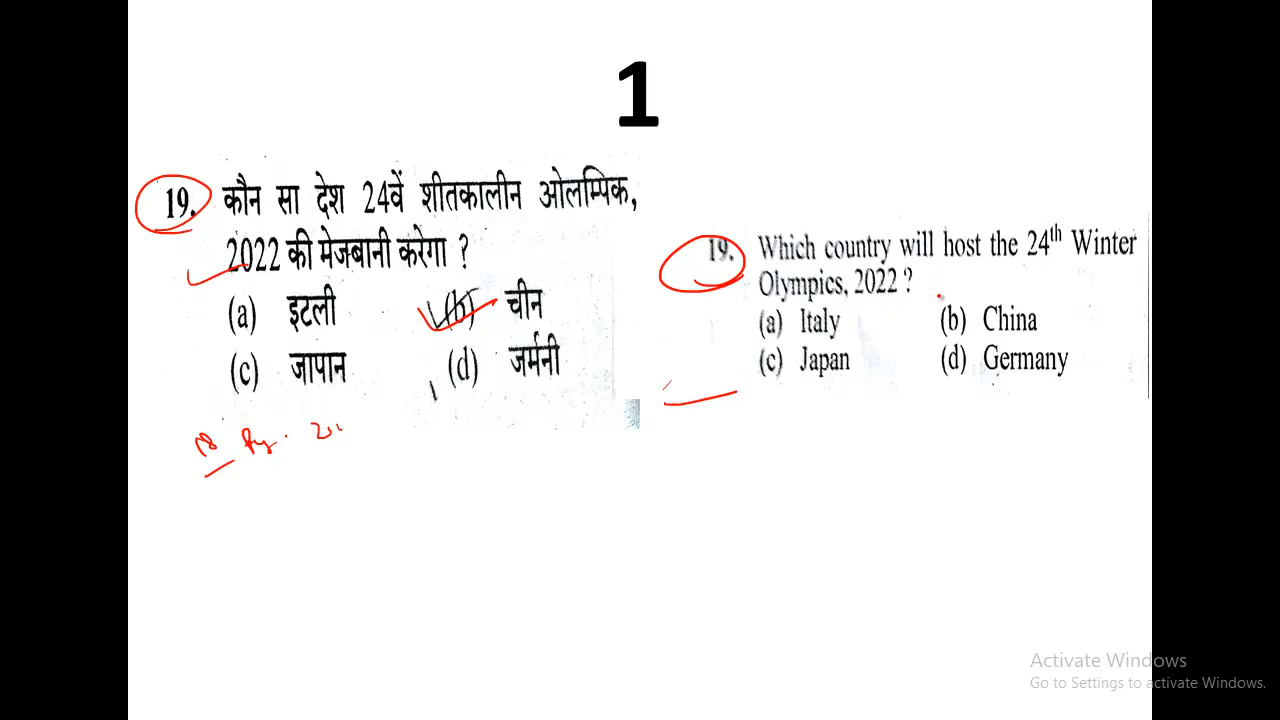 1
19. कौन सा देश 24वें शीतकालीन ओलम्पिक,
2022 की मेजबानी करेगा ?
(a) इटली (b) चीन
(c) जापान (d) जर्मनी
19. Which country will host the 24th Winter
Olympics, 2022 ?
(a) Italy (b) China
(c) Japan (d) Germany
Activate Windows
Go to Settings to activate Windows.